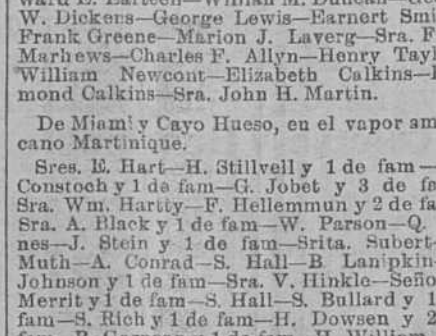 W. Dickens—George Lewis—Earnert Smi
Frank Greene—Marion J. Laverg—Sra. F
Marhews—Charles F. Allyn—Henry Tayl
William Newcont—Elizabeth Calkins—
mond Calkins—Sra. John H. Martin.
De Miami y Cayo Hueso, en el vapor am
cano Martinique.
Sres. E. Hart—H. Stillvell y 1 de fam—
Constoch y 1 de fam—G. Jobet y 3 de fa
Sra. Wm. Hartty—F. Hellemmun y 2 de fa
Sra. A. Black y 1 de fam—W. Parson—Q.
nes—J. Stein y 1 de fam—Srita. Subert
Muth—A. Conrad—S. Hall—B. Lanipkin
Johnson y 1 de fam—Sra. V. Hinkle—Seño
Merrit y 1 de fam—S. Hall—S. Bullard y 1
fam—S. Rich y 1 de fam—H. Dowsen y 2